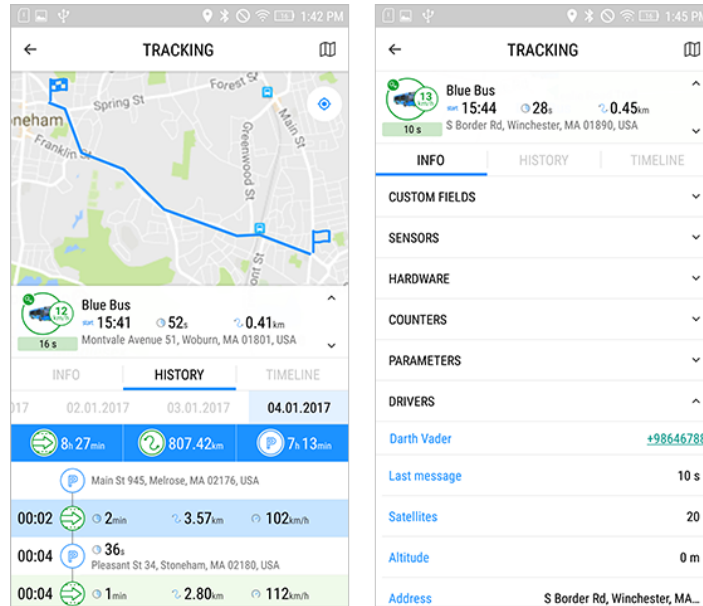 1:42 PM
TRACKING
Forest St
Spring St
neham
Main St
Franklin
Greenwood St
ont St
12
km/h
16 s
Blue Bus
start 15:41 52s 0.41km
Montvale Avenue 51, Woburn, MA 01801, USA
INFO HISTORY TIMELINE
017 02.01.2017 03.01.2017 04.01.2017
8h 27min 807.42km P 7h 13min
P Main St 945, Melrose, MA 02176, USA
00:02 2min 3.57km 102km/h
00:04 P 36s
Pleasant St 34, Stoneham, MA 02180, USA
00:04 1min 2.80km 112km/h
1:45 PM
TRACKING
13
km/h
10 s
Blue Bus
start 15:44 28s 0.45km
S Border Rd, Winchester, MA 01890, USA
INFO HISTORY TIMELINE
CUSTOM FIELDS
SENSORS
HARDWARE
COUNTERS
PARAMETERS
DRIVERS
Darth Vader +98646788
Last message 10 s
Satellites 20
Altitude 0 m
Address S Border Rd, Winchester, MA...